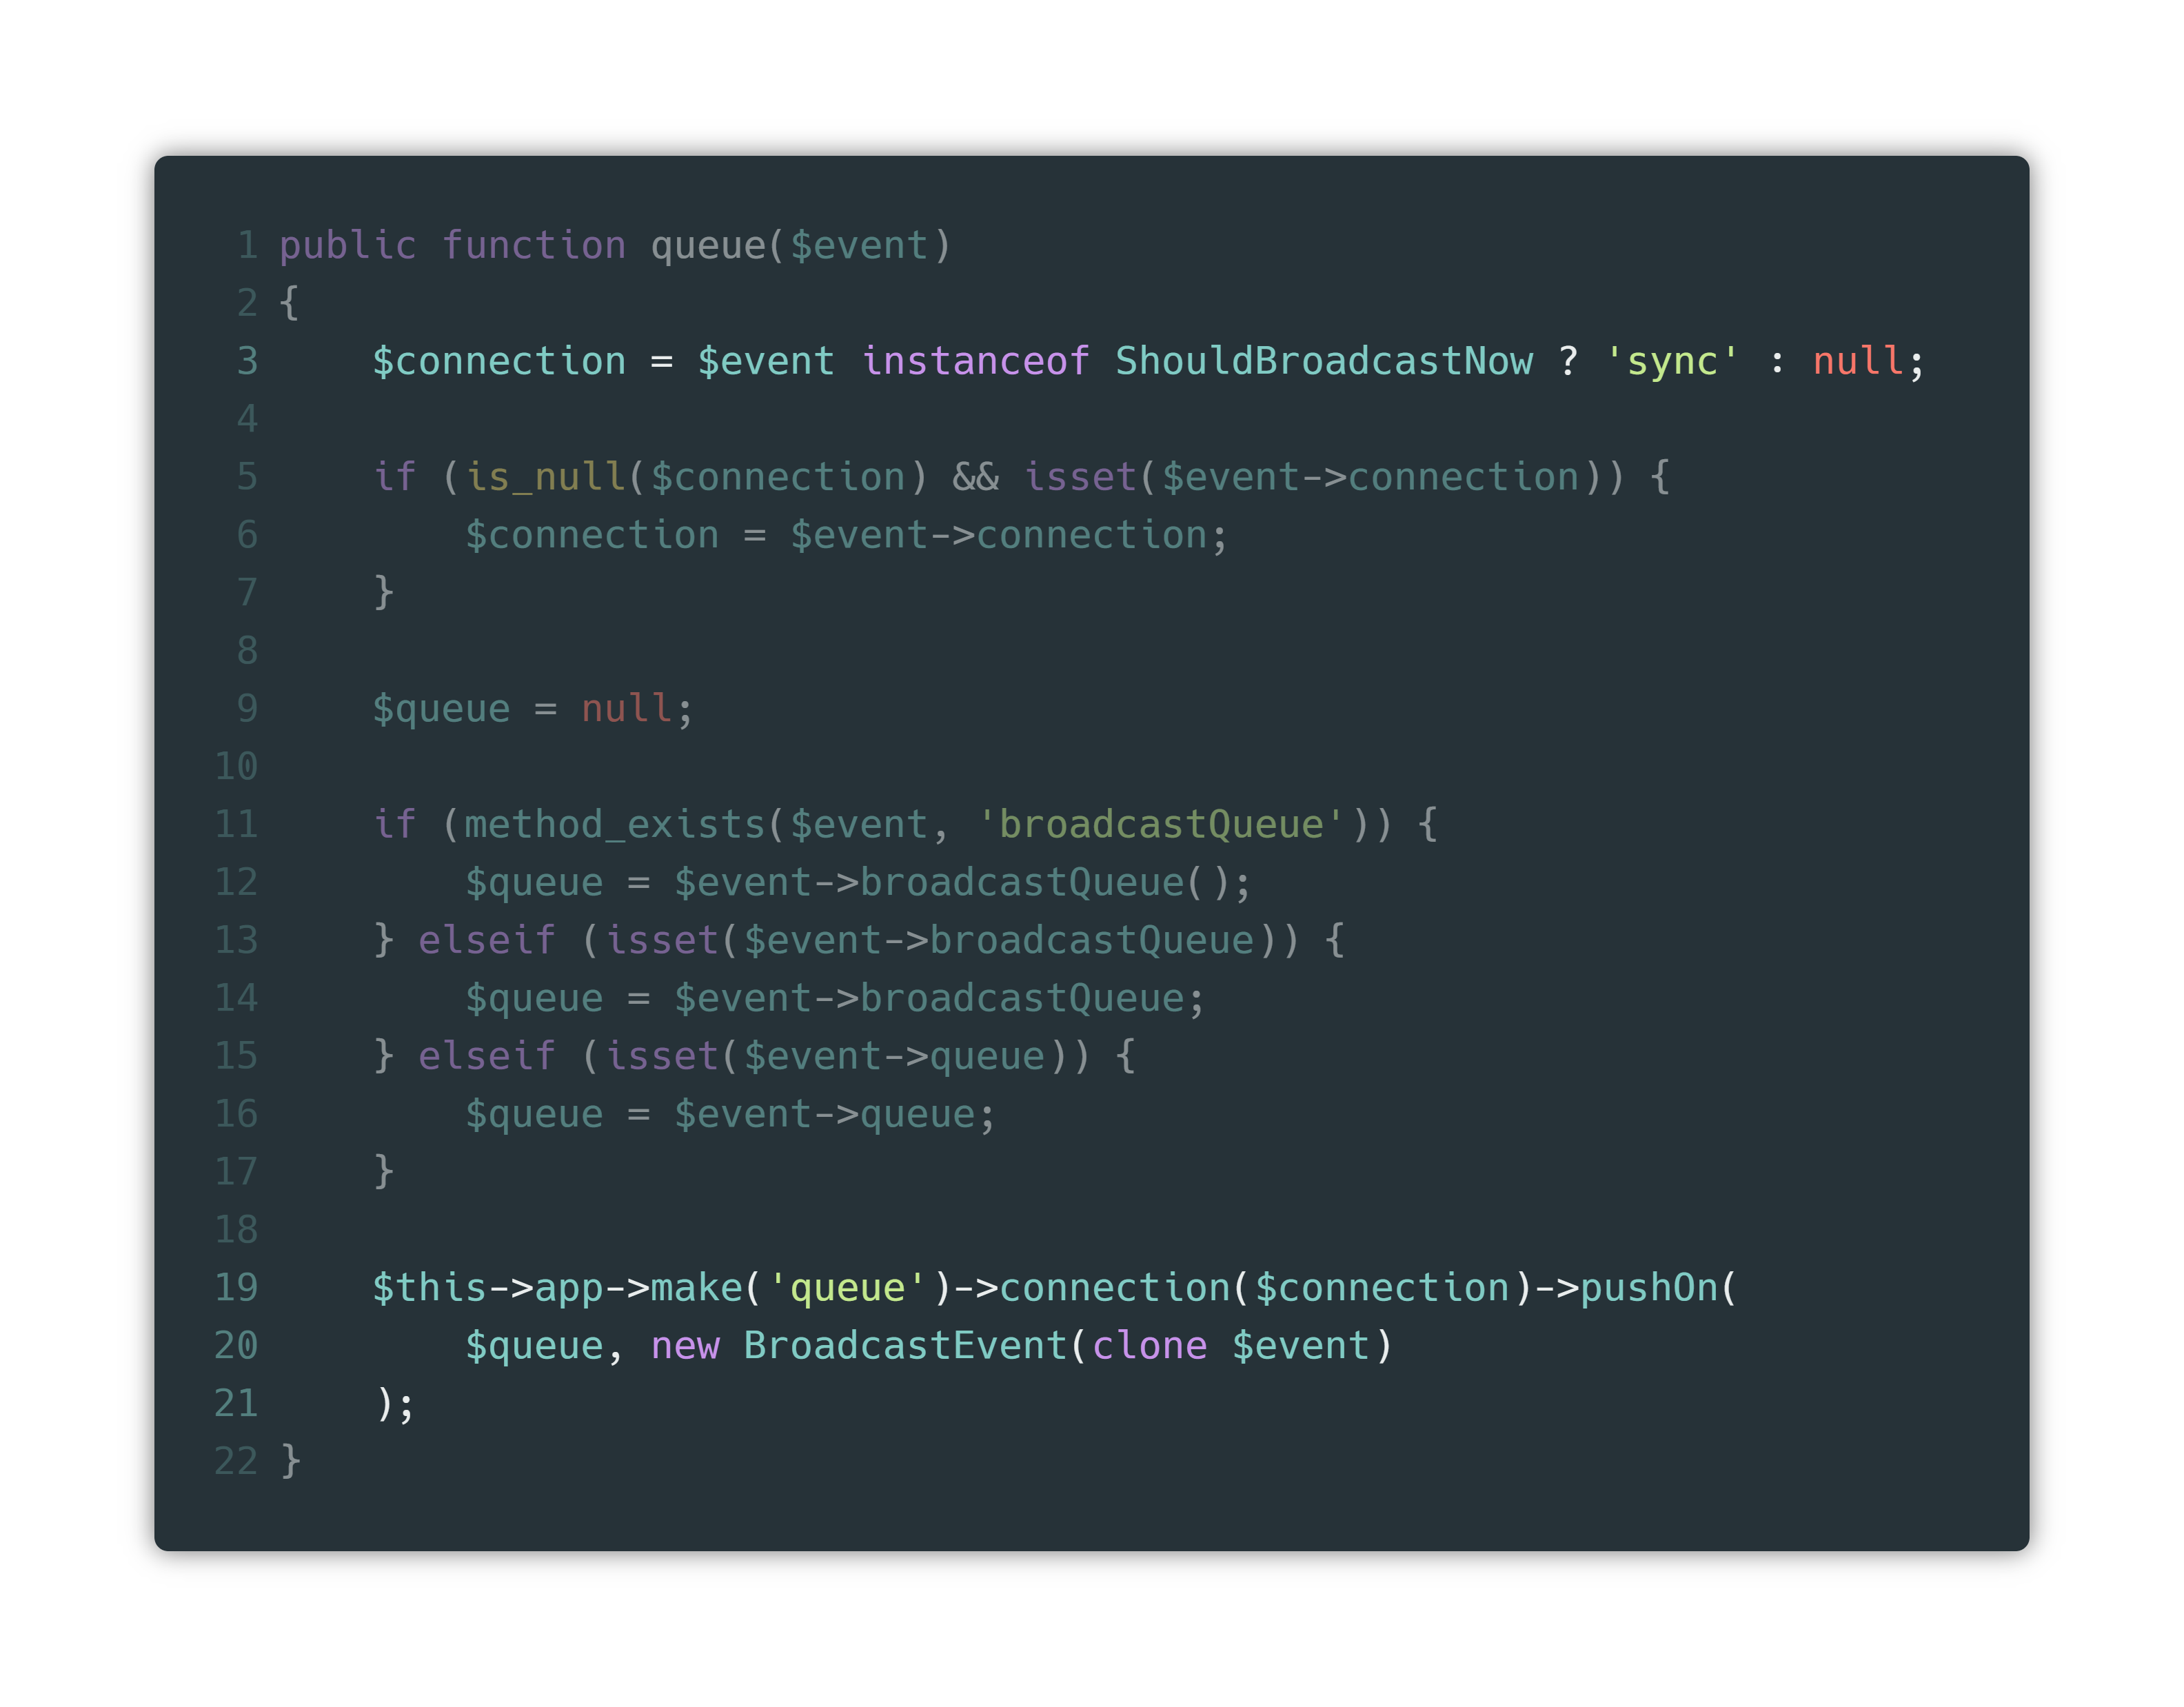 1 public function queue($event)
2 {
3     $connection = $event instanceof ShouldBroadcastNow ? 'sync' : null;
4
5     if (is_null($connection) && isset($event->connection)) {
6         $connection = $event->connection;
7     }
8
9     $queue = null;
10
11     if (method_exists($event, 'broadcastQueue')) {
12         $queue = $event->broadcastQueue();
13     } elseif (isset($event->broadcastQueue)) {
14         $queue = $event->broadcastQueue;
15     } elseif (isset($event->queue)) {
16         $queue = $event->queue;
17     }
18
19     $this->app->make('queue')->connection($connection)->pushOn(
20         $queue, new BroadcastEvent(clone $event)
21     );
22 }